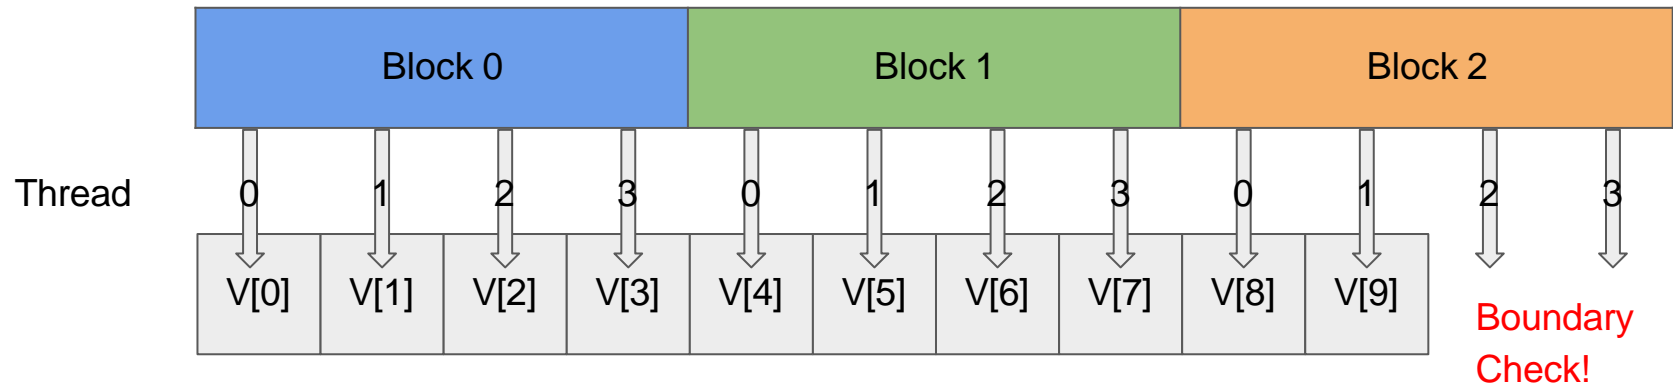 Block 0 Block 1 Block 2
Thread 0 1 2 3 0 1 2 3 0 1 2 3
V[0] V[1] V[2] V[3] V[4] V[5] V[6] V[7] V[8] V[9]
Boundary
Check!